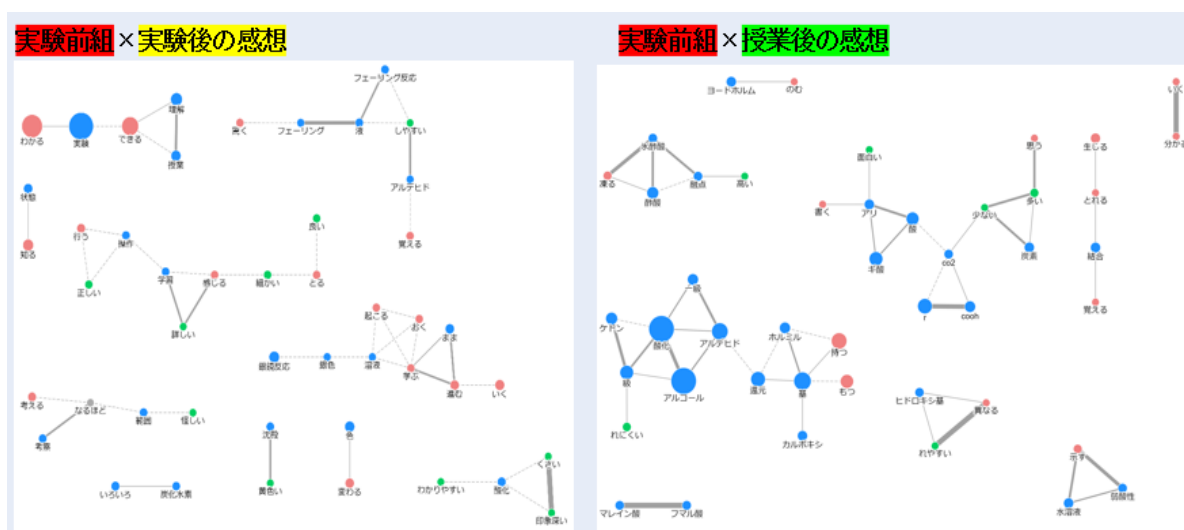 実験前組×実験後の感想
実験前組×授業後の感想
フェーリング反応
理解
わかる
実験
できる
授業
驚く
フェーリング
液
しやすい
アルデヒド
覚える
状態
知る
行う
操作
正しい
学習
感じる
詳しい
細かい
良い
とる
起こる
おく
まま
銀鏡反応
銀色
溶液
学ぶ
進む
いく
考える
なるほど
考察
範囲
怪しい
沈殿
黄色い
色
変わる
くさい
わかりやすい
酸化
印象深い
いろいろ
炭化水素
ヨードホルム
のむ
いく
分かる
氷酢酸
凍る
酢酸
融点
高い
面白い
書く
アリ
酸
ギ酸
思う
少ない
多い
炭素
co2
r
cooh
生じる
とれる
結合
覚える
一級
ケトン
酸化
アルデヒド
級
アルコール
れにくい
ホルミル
持つ
還元
基
もつ
カルボキシ
ヒドロキシ基
異なる
れやすい
示す
弱酸性
水溶液
マレイン酸
フマル酸